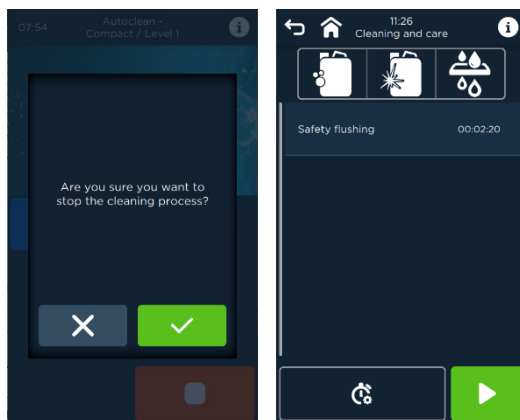 07:54
Autoclean -
Compact / Level 1
i
Are you sure you want to
stop the cleaning process?
11:26
Cleaning and care
i
Safety flushing 00:02:20